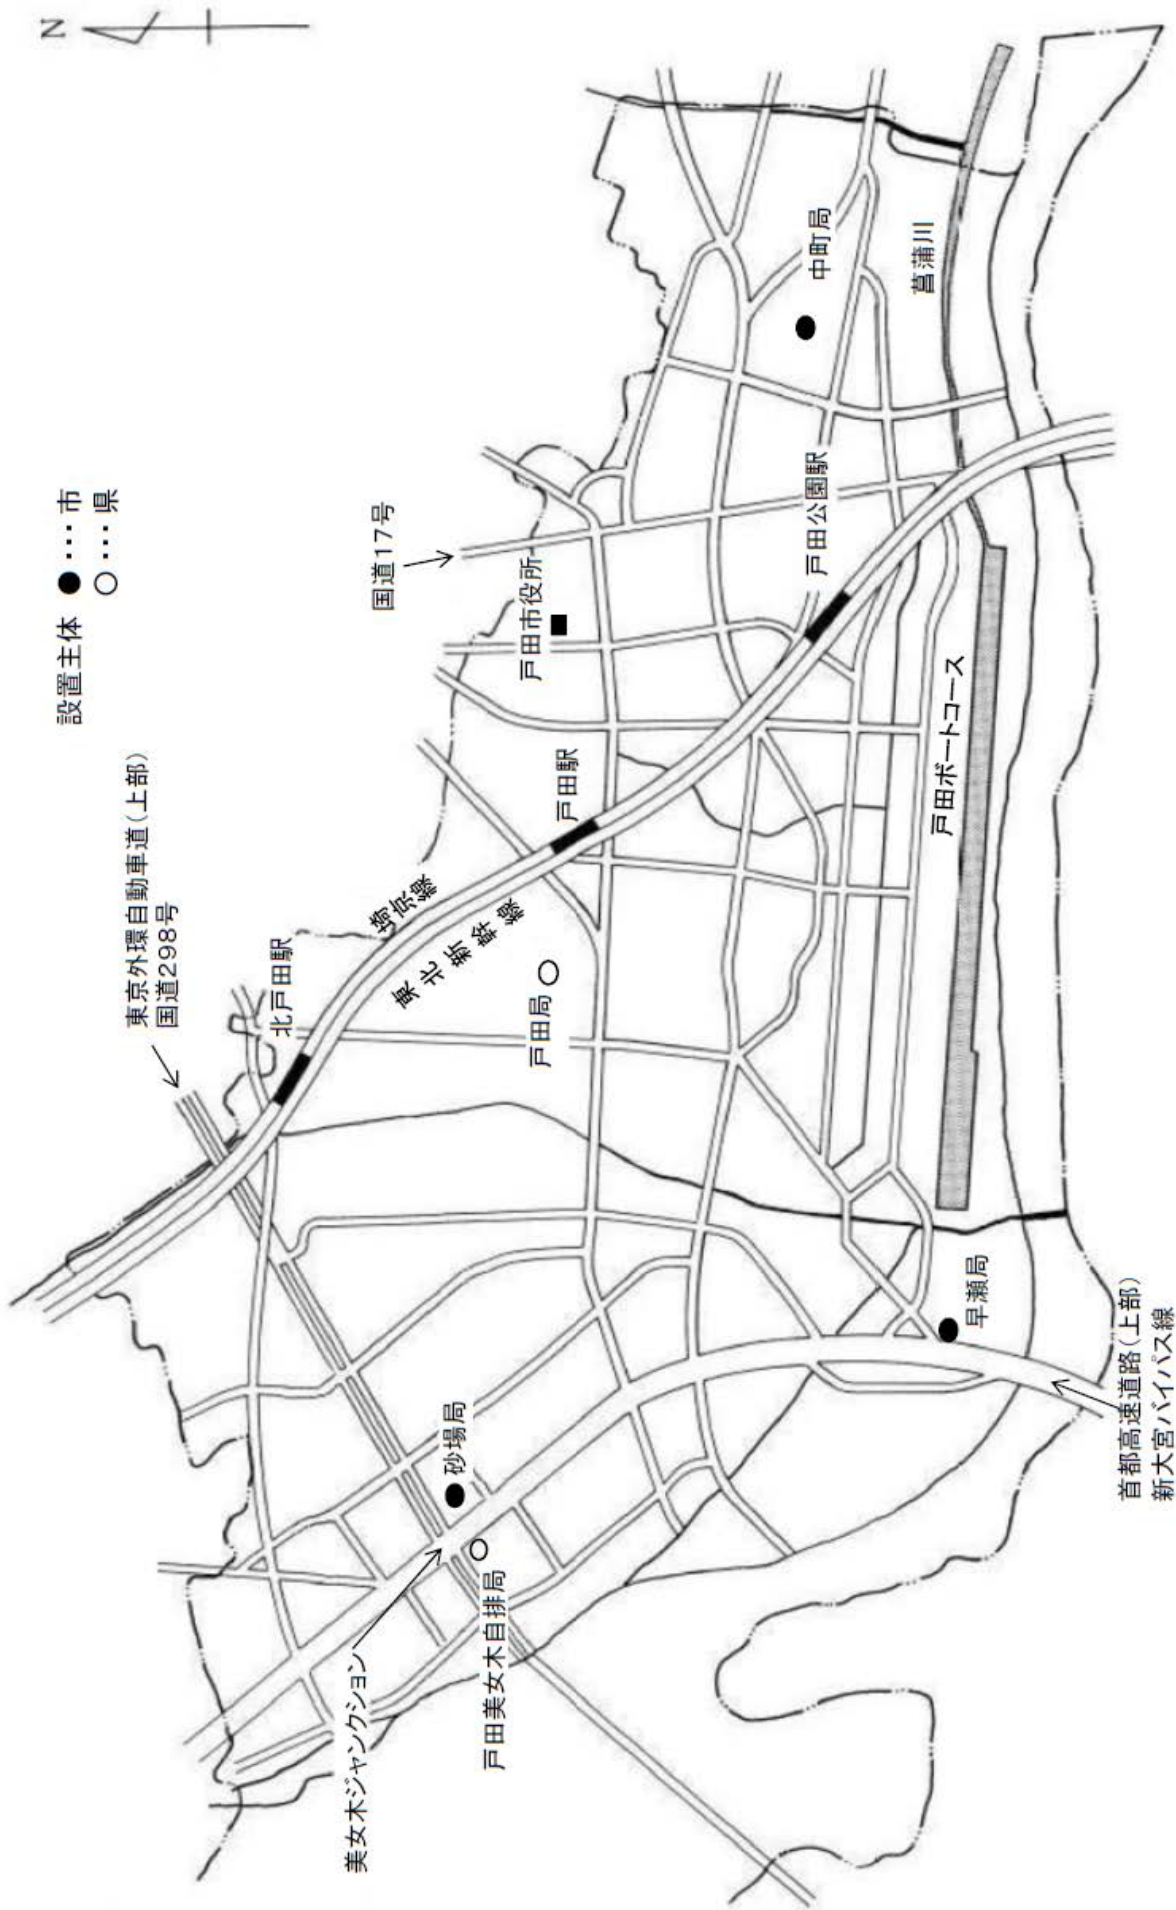 N
設置主体 ●･･･市
○･･･県
東京外環自動車道(上部)
国道298号
国道17号
北戸田駅
埼京線
東北新幹線
戸田駅
戸田市役所
戸田公園駅
中町局
菖蒲川
戸田局
戸田ボートコース
美女木ジャンクション
砂場局
戸田美女木自排局
早瀬局
首都高速道路(上部)
新大宮バイパス線